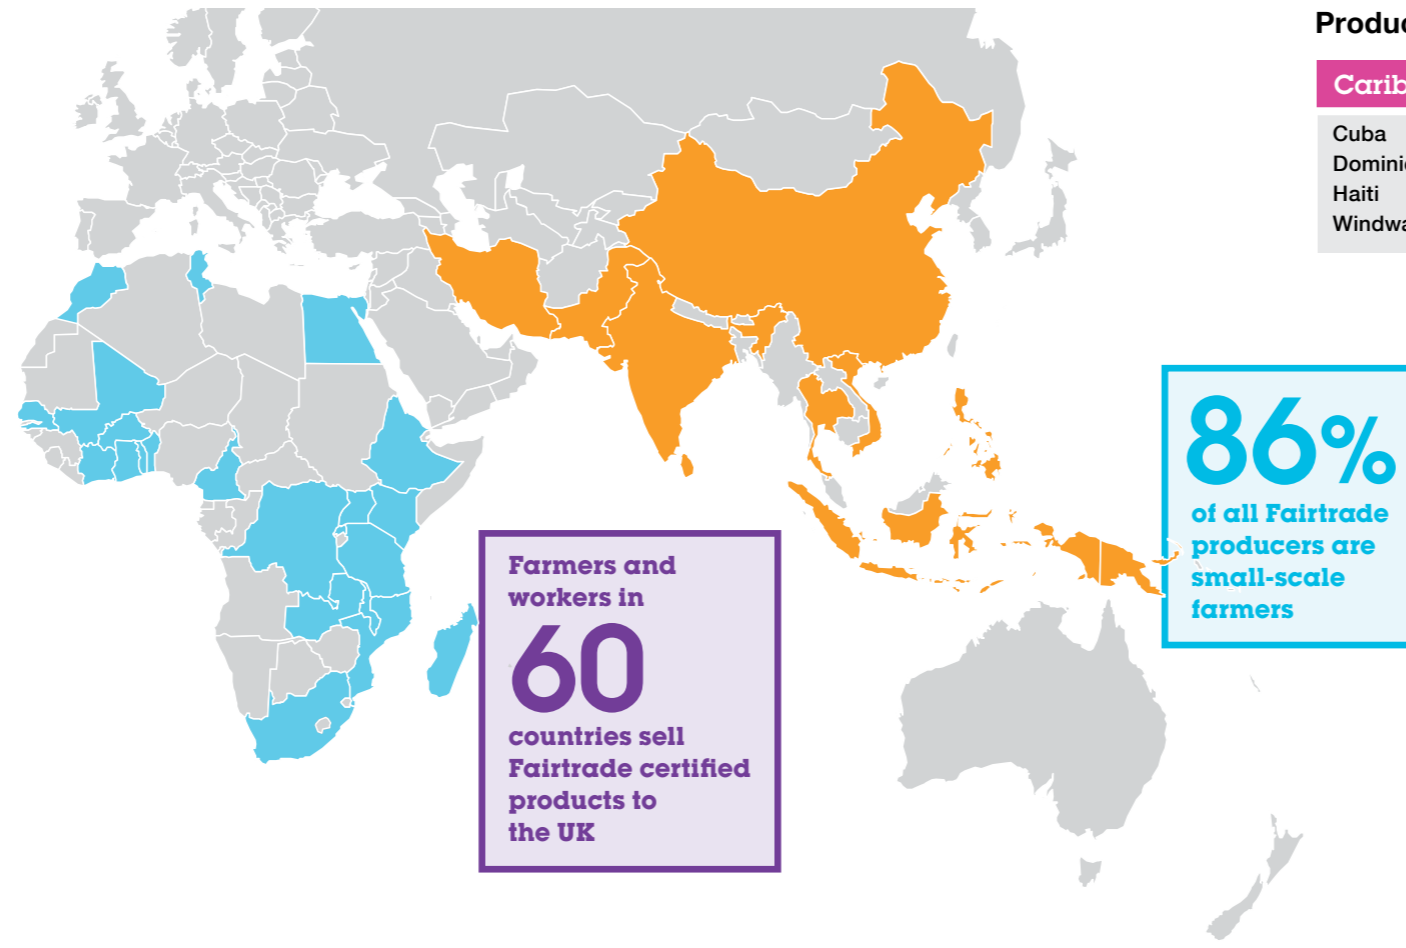 Farmers and
workers in
60
countries sell
Fairtrade certified
products to
the UK
86%
of all Fairtrade
producers are
small-scale
farmers
Cuba
Haiti